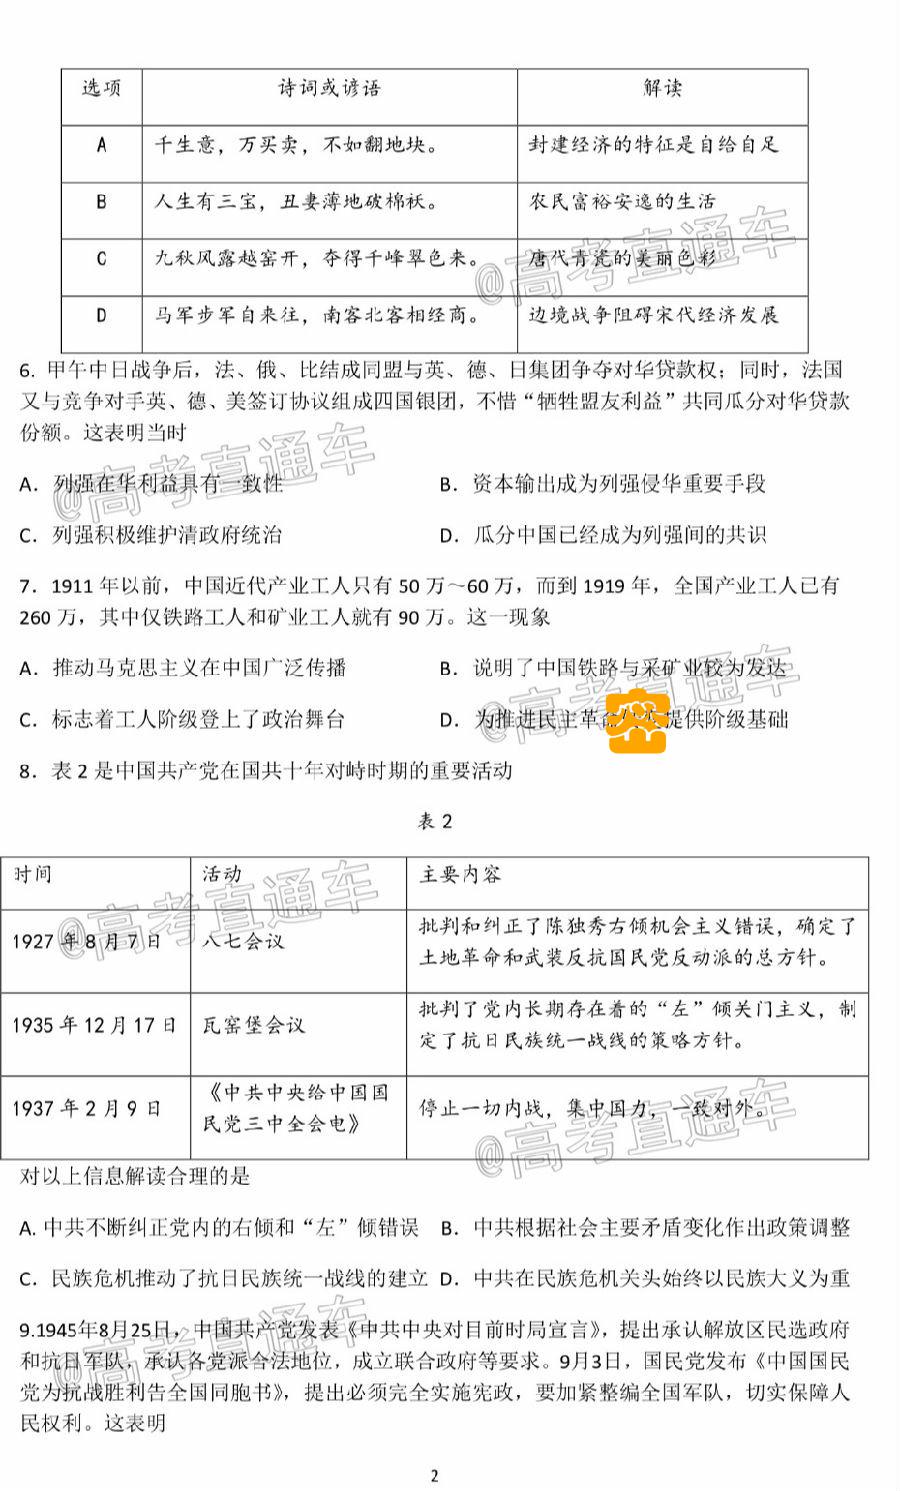 选项 诗词或谚语 解读
A 千生意，万买卖，不如翻地块。 封建经济的特征是自给自足
B 人生有三宝，丑妻薄地破棉袄。 农民富裕安逸的生活
C 九秋风露越窑开，夺得千峰翠色来。 唐代青瓷的美丽色彩
D 马军步军自来往，南客北客相经商。 边境战争阻碍宋代经济发展
6. 甲午中日战争后，法、俄、比结成同盟与英、德、日集团争夺对华贷款权；同时，法国
又与竞争对手英、德、美签订协议组成四国银团，不惜“牺牲盟友利益”共同瓜分对华贷款
份额。这表明当时
A．列强在华利益具有一致性 B．资本输出成为列强侵华重要手段
C．列强积极维护清政府统治 D．瓜分中国已经成为列强间的共识
7．1911 年以前，中国近代产业工人只有 50 万～60 万，而到 1919 年，全国产业工人已有
260 万，其中仅铁路工人和矿业工人就有 90 万。这一现象
A．推动马克思主义在中国广泛传播 B．说明了中国铁路与采矿业较为发达
C．标志着工人阶级登上了政治舞台 D．为推进民主革命 提供阶级基础
8．表 2 是中国共产党在国共十年对峙时期的重要活动
表 2
时间 活动 主要内容
1927 年 8 月 7 日 八七会议 批判和纠正了陈独秀右倾机会主义错误，确定了
土地革命和武装反抗国民党反动派的总方针。
1935 年 12 月 17 日 瓦窑堡会议 批判了党内长期存在着的“左”倾关门主义，制
定了抗日民族统一战线的策略方针。
1937 年 2 月 9 日 《中共中央给中国国
民党三中全会电》 停止一切内战，集中国力，一致对外。
对以上信息解读合理的是
A. 中共不断纠正党内的右倾和“左”倾错误 B．中共根据社会主要矛盾变化作出政策调整
C．民族危机推动了抗日民族统一战线的建立 D．中共在民族危机关头始终以民族大义为重
9.1945年8月25日，中国共产党发表《中共中央对目前时局宣言》，提出承认解放区民选政府
和抗日军队，承认各党派合法地位，成立联合政府等要求。9月3日，国民党发布《中国国民
党为抗战胜利告全国同胞书》，提出必须完全实施宪政，要加紧整编全国军队，切实保障人
民权利。这表明
2
@高考直通车
@高考直通车
@高考直通车
@高考直通车
@高考直通车
@高考直通车